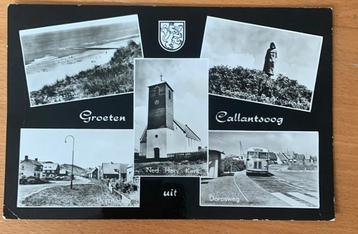 Groeten
Callantsoog
Ned. Herv. Kerk
uit
Dorpsweg